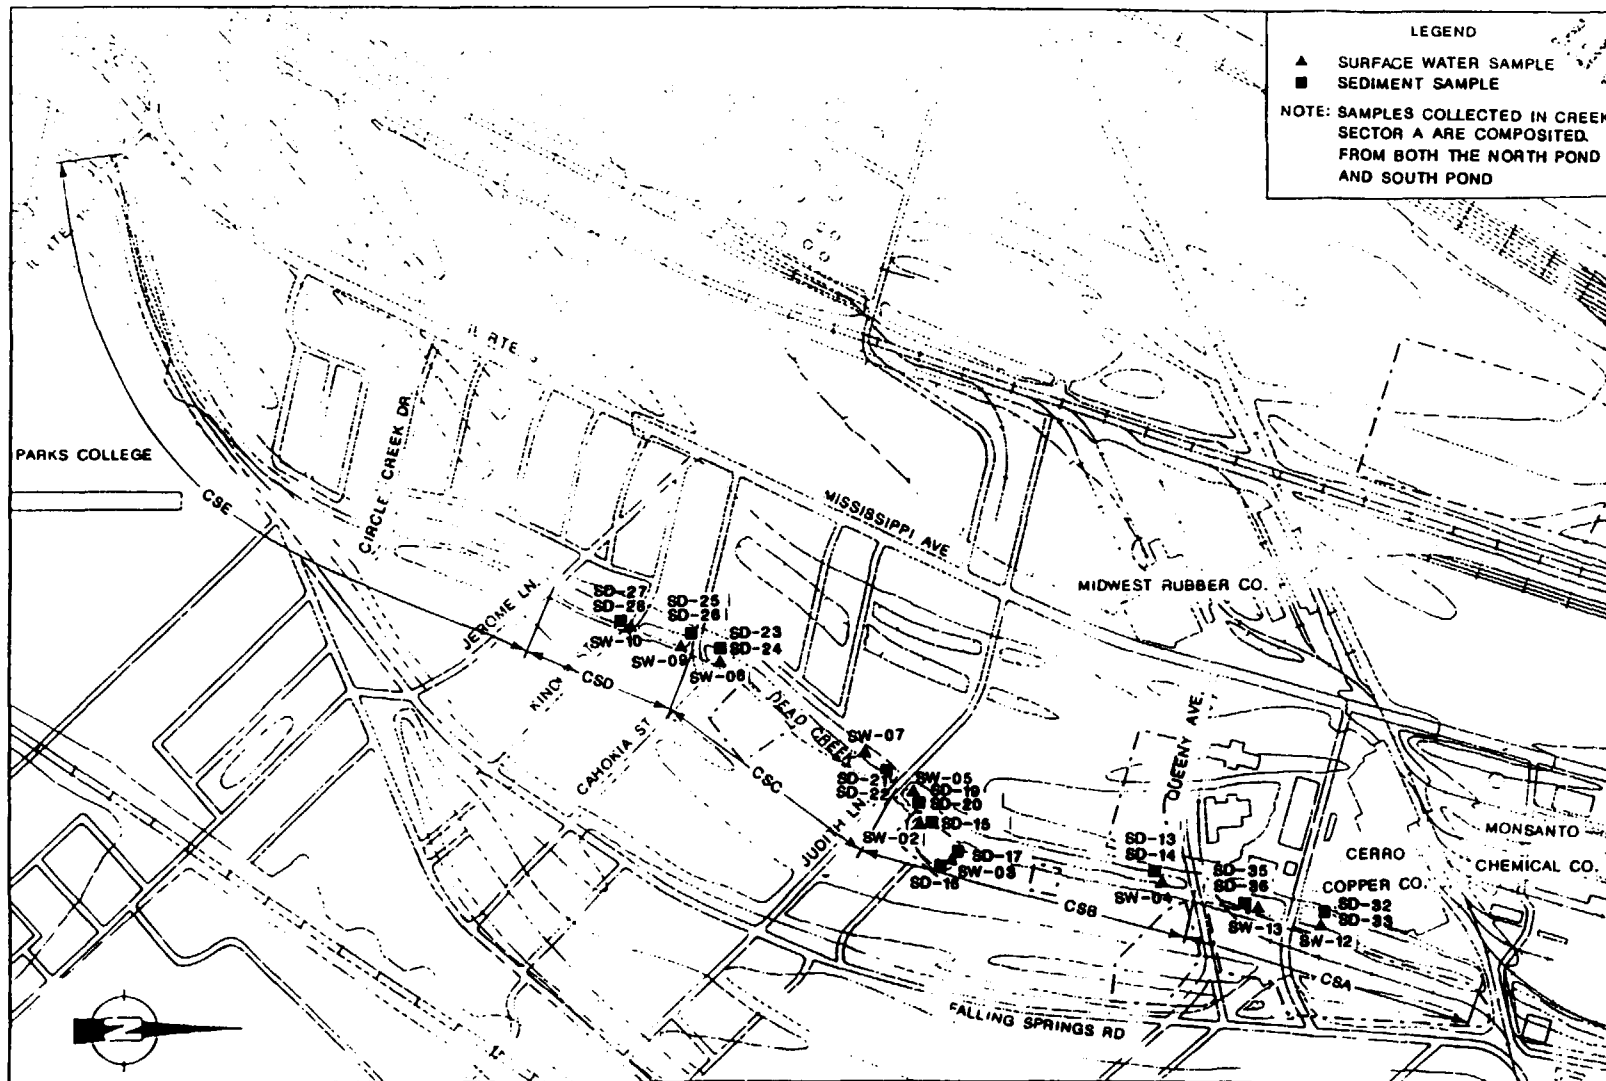 LEGEND
▲ SURFACE WATER SAMPLE
■ SEDIMENT SAMPLE
NOTE: SAMPLES COLLECTED IN CREEK
SECTOR A ARE COMPOSITED.
FROM BOTH THE NORTH POND
AND SOUTH POND
PARKS COLLEGE
CSE
CIRCLE CREEK DR
RTE
MISSISSIPPI AVE
MIDWEST RUBBER CO.
JEROME LN.
SD-27
SD-28
SW-10
SD-25
SD-26
SW-09
SD-23
SD-24
SW-08
CSD
CAHOKIA ST
DEAD CREEK
CSC
SW-07
SD-21
SD-22
SW-05
SD-19
SD-20
SW-02
SD-15
JUDITH LN.
SD-17
SW-03
SD-16
QUEENY AVE.
SD-13
SD-14
SW-04
CSB
SD-35
SD-36
SW-13
CERRO
COPPER CO.
SD-32
SD-33
SW-12
MONSANTO
CHEMICAL CO.
CSA
FALLING SPRINGS RD
N